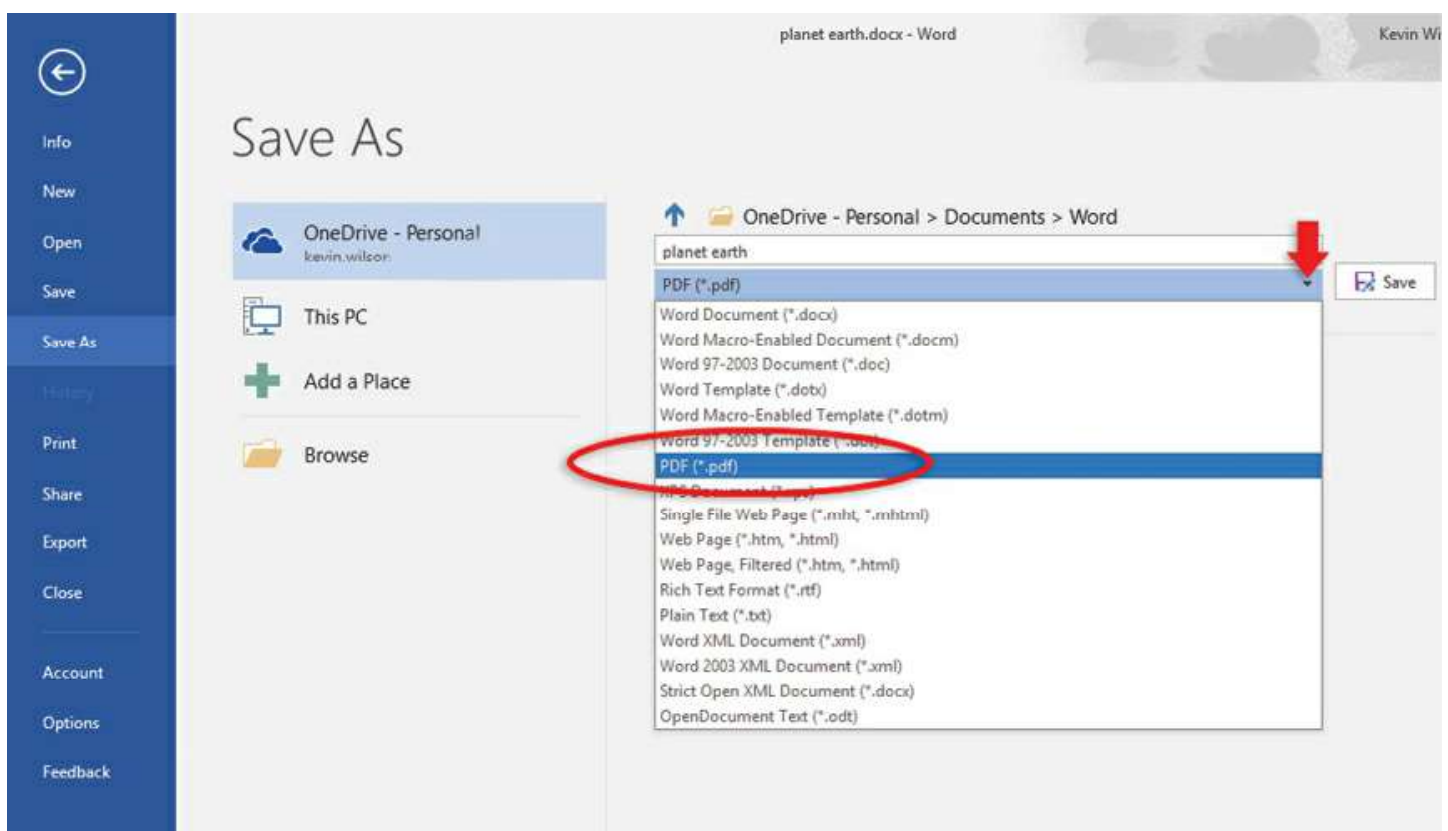 planet earth.docx - Word
Kevin Wi
Info
New
Open
Save
Save As
History
Print
Share
Export
Close
Account
Options
Feedback
Save As
OneDrive - Personal
kevin.wilson
This PC
Add a Place
Browse
OneDrive - Personal > Documents > Word
planet earth
PDF (*.pdf)
Save
Word Document (*.docx)
Word Macro-Enabled Document (*.docm)
Word 97-2003 Document (*.doc)
Word Template (*.dotx)
Word Macro-Enabled Template (*.dotm)
Word 97-2003 Template (*.dot)
PDF (*.pdf)
XPS Document (*.xps)
Single File Web Page (*.mht, *.mhtml)
Web Page (*.htm, *.html)
Web Page, Filtered (*.htm, *.html)
Rich Text Format (*.rtf)
Plain Text (*.txt)
Word XML Document (*.xml)
Word 2003 XML Document (*.xml)
Strict Open XML Document (*.docx)
OpenDocument Text (*.odt)